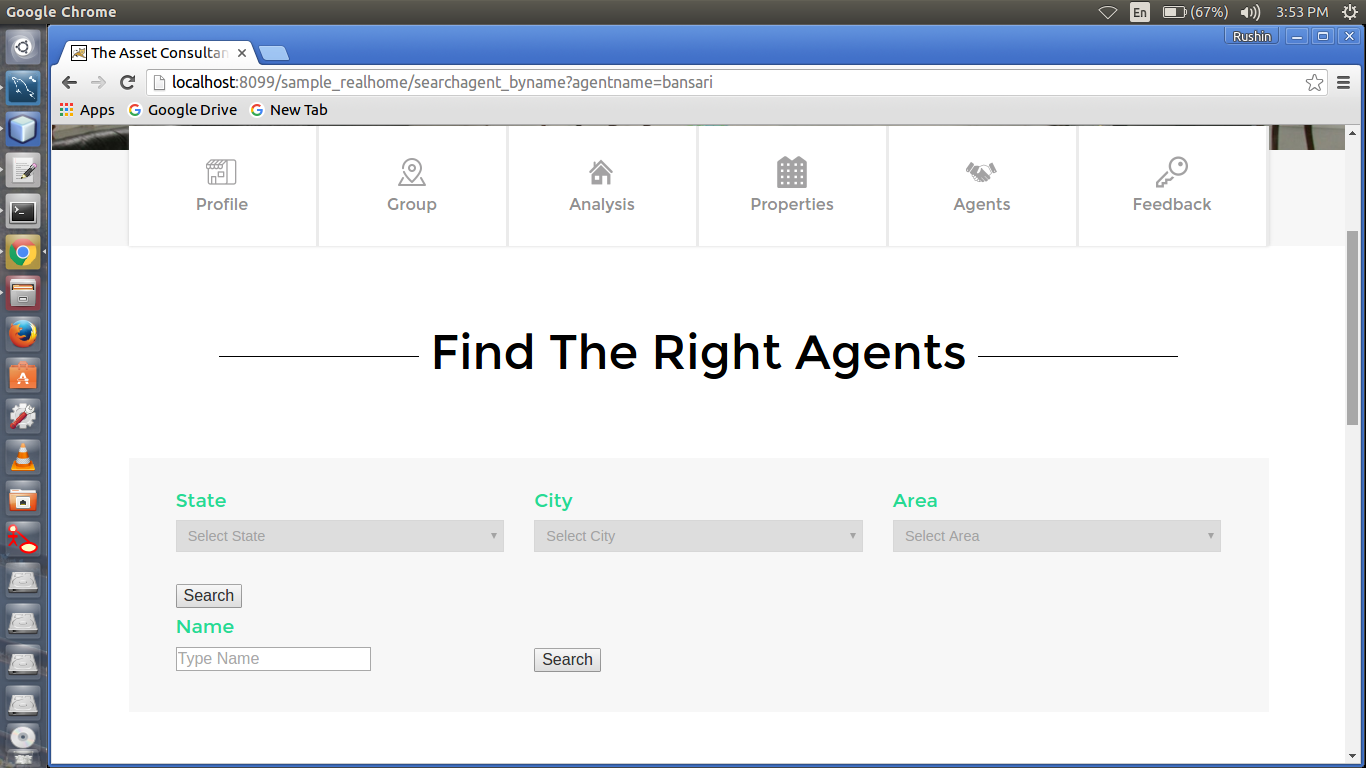 Google Chrome
En
(67%)
3:53 PM
Rushin
The Asset Consultan
localhost:8099/sample_realhome/searchagent_byname?agentname=bansari
Apps
Google Drive
New Tab
Profile
Group
Analysis
Properties
Agents
Feedback
Find The Right Agents
State
City
Area
Select State
Select City
Select Area
Search
Name
Type Name
Search